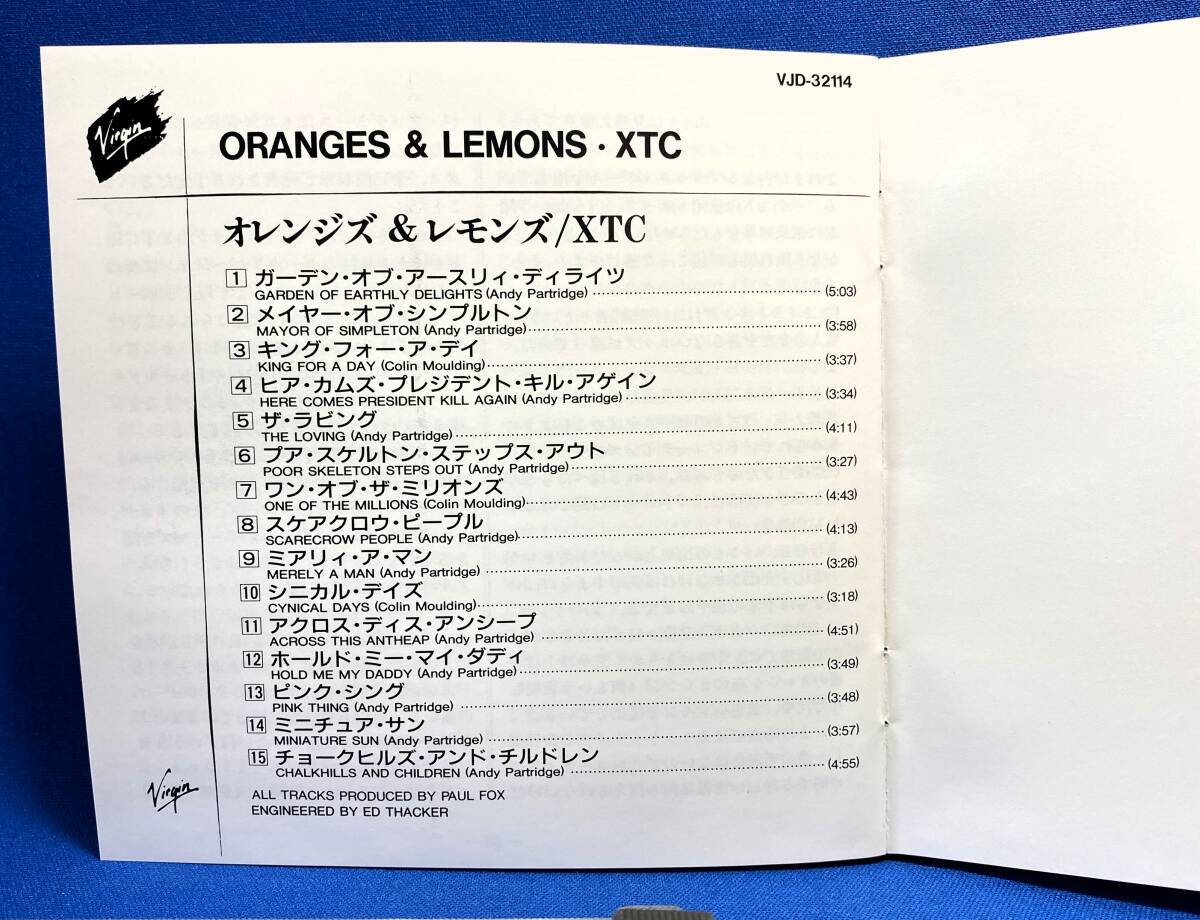 VJD-32114
Virgin
ORANGES & LEMONS · XTC
オレンジズ & レモンズ/XTC
1 ガーデン・オブ・アースリィ・ディライツ
GARDEN OF EARTHLY DELIGHTS (Andy Partridge) (5:03)
2 メイヤー・オブ・シンプルトン
MAYOR OF SIMPLETON (Andy Partridge) (3:58)
3 キング・フォー・ア・デイ
KING FOR A DAY (Colin Moulding) (3:37)
4 ヒア・カムズ・プレジデント・キル・アゲイン
HERE COMES PRESIDENT KILL AGAIN (Andy Partridge) (3:34)
5 ザ・ラビング
THE LOVING (Andy Partridge) (4:11)
6 プア・スケルトン・ステップス・アウト
POOR SKELETON STEPS OUT (Andy Partridge) (3:27)
7 ワン・オブ・ザ・ミリオンズ
ONE OF THE MILLIONS (Colin Moulding) (4:43)
8 スケアクロウ・ピープル
SCARECROW PEOPLE (Andy Partridge) (4:13)
9 ミアリィ・ア・マン
MERELY A MAN (Andy Partridge) (3:26)
10 シニカル・デイズ
CYNICAL DAYS (Colin Moulding) (3:18)
11 アクロス・ディス・アンシープ
ACROSS THIS ANTHEAP (Andy Partridge) (4:51)
12 ホールド・ミー・マイ・ダディ
HOLD ME MY DADDY (Andy Partridge) (3:49)
13 ピンク・シング
PINK THING (Andy Partridge) (3:48)
14 ミニチュア・サン
MINIATURE SUN (Andy Partridge) (3:57)
15 チョークヒルズ・アンド・チルドレン
CHALKHILLS AND CHILDREN (Andy Partridge) (4:55)
Virgin
ALL TRACKS PRODUCED BY PAUL FOX
ENGINEERED BY ED THACKER